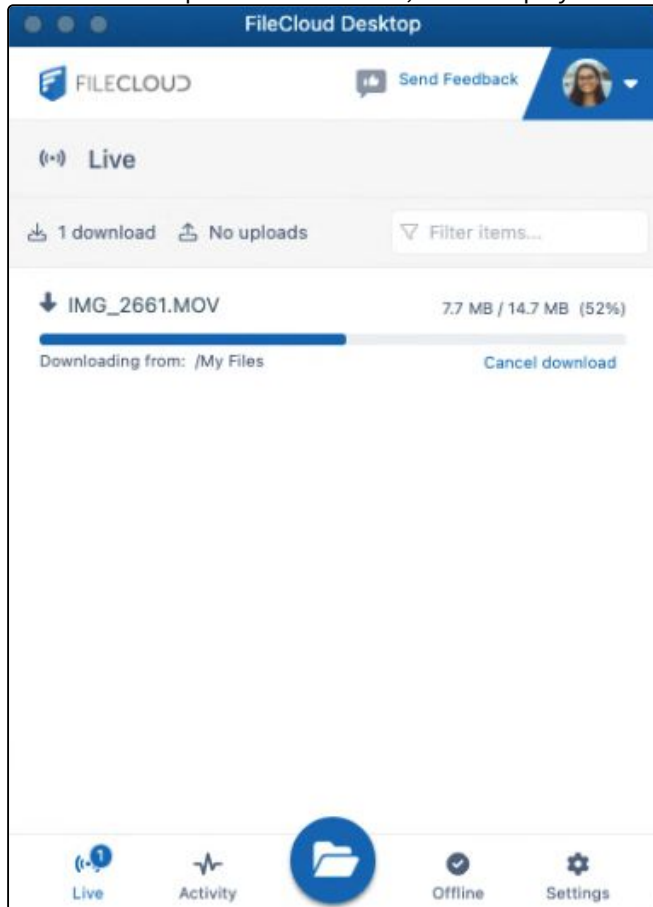 FileCloud Desktop
FILECLOUD
Send Feedback
Live
1 download No uploads Filter items...
IMG_2661.MOV 7.7 MB / 14.7 MB (52%)
Downloading from: /My Files Cancel download
1
Live Activity Offline Settings